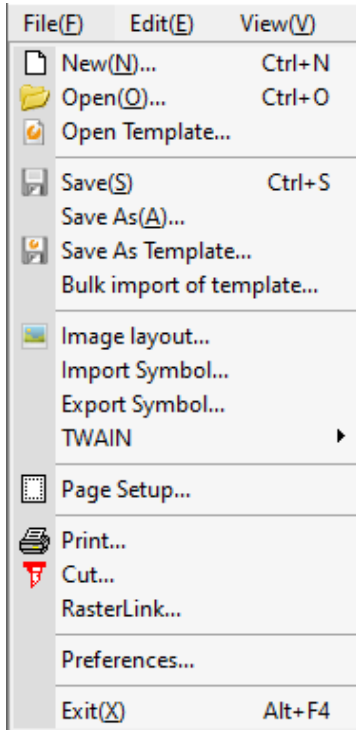 File(F) Edit(E) View(V)
New(N)... Ctrl+N
Open(O)... Ctrl+O
Open Template...
Save(S) Ctrl+S
Save As(A)...
Save As Template...
Bulk import of template...
Image layout...
Import Symbol...
Export Symbol...
TWAIN
Page Setup...
Print...
Cut...
RasterLink...
Preferences...
Exit(X) Alt+F4